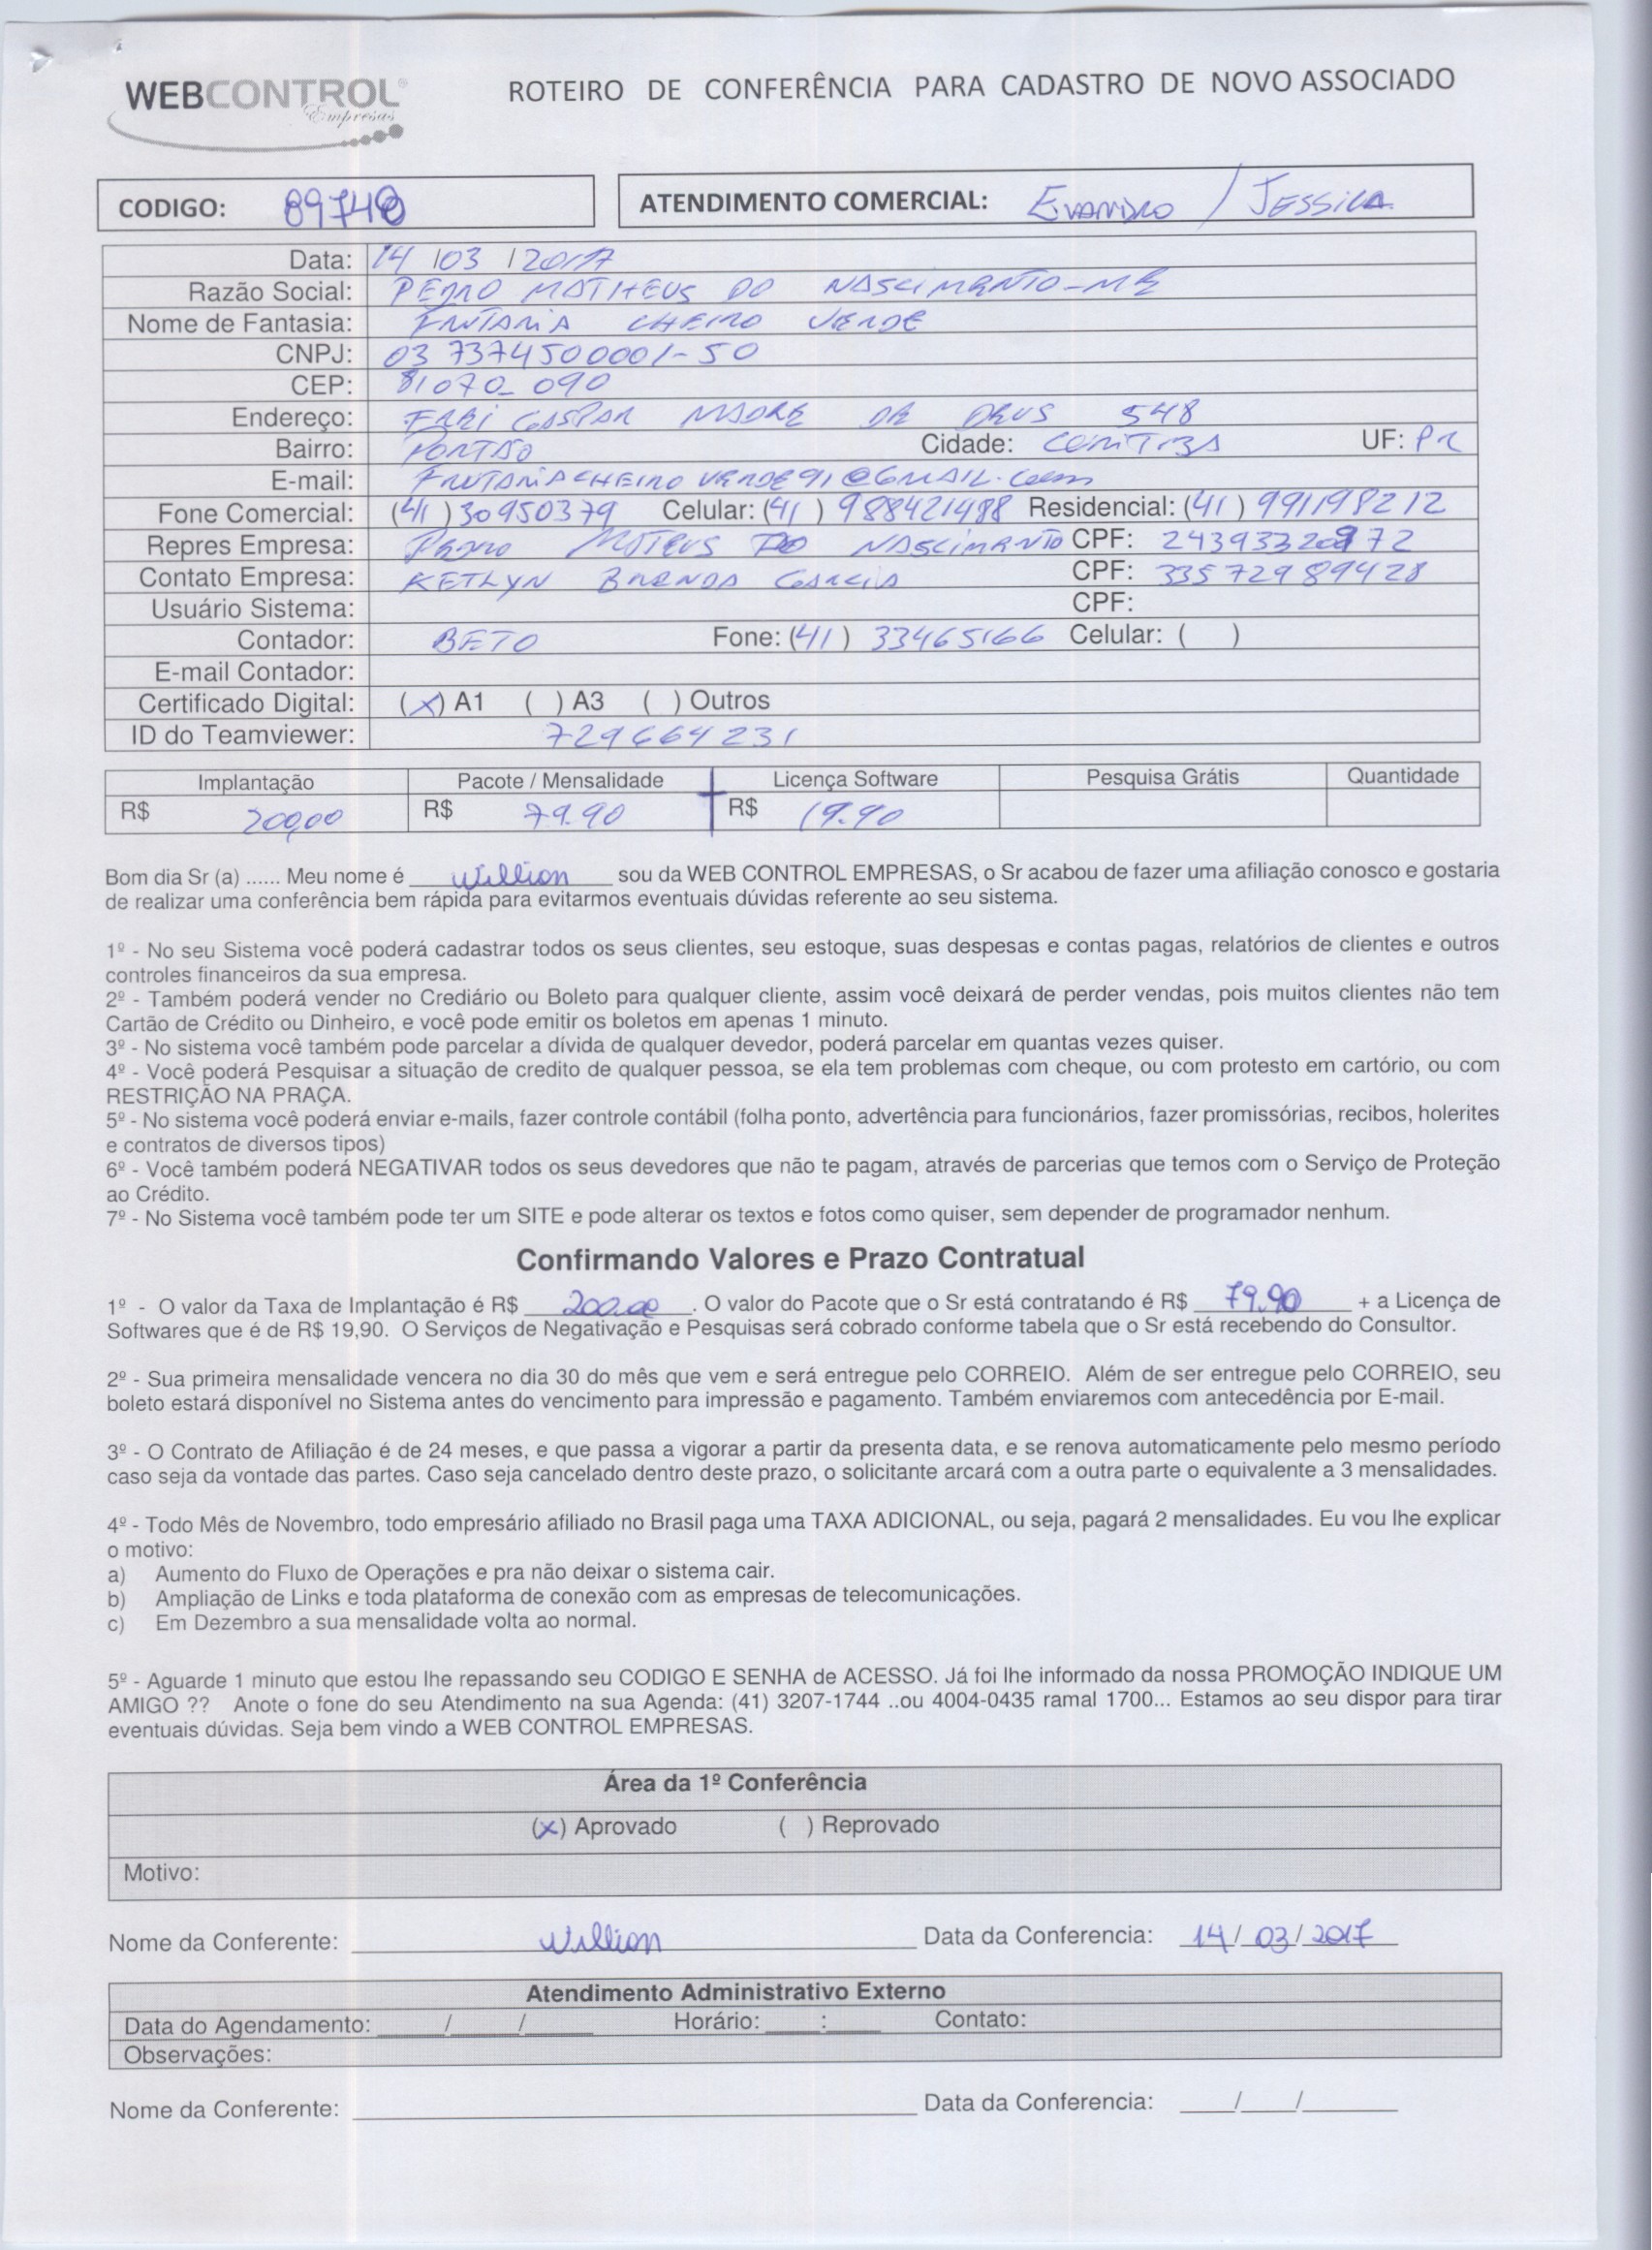 WEBCONTROL Empresas
ROTEIRO DE CONFERÊNCIA PARA CADASTRO DE NOVO ASSOCIADO
CODIGO: 89740
ATENDIMENTO COMERCIAL: EVANDRO / JESSICA
Data: 14 /03 /2017
Razão Social: PEDRO MATHEUS DO NASCIMENTO-ME
Nome de Fantasia: FRUTARIA CHEIRO VERDE
CNPJ: 03 7374500001-50
CEP: 81070_090
Endereço: FREI GASPAR MADRE DE DEUS 548
Bairro: PORTÃO Cidade: CURITIBA UF: PR
E-mail: FRUTARIACHEIROVERDE91@GMAIL.COM
Fone Comercial: (41 ) 30950379 Celular: (41 ) 988421488 Residencial: (41 ) 991198212
Repres Empresa: PEDRO MATEUS DO NASCIMENTO CPF: 24393320972
Contato Empresa: KETLYN BRENDA GARCIA CPF: 33572989428
Usuário Sistema: CPF:
Contador: BETO Fone: (41 ) 33465166 Celular: ( )
E-mail Contador:
Certificado Digital: (x) A1 ( ) A3 ( ) Outros
ID do Teamviewer: 729664231
Implantação Pacote / Mensalidade Licença Software Pesquisa Grátis Quantidade
R$ 200,00 R$ 79.90 R$ 19.90
Bom dia Sr (a) ...... Meu nome é Willion sou da WEB CONTROL EMPRESAS, o Sr acabou de fazer uma afiliação conosco e gostaria
de realizar uma conferência bem rápida para evitarmos eventuais dúvidas referente ao seu sistema.
1º - No seu Sistema você poderá cadastrar todos os seus clientes, seu estoque, suas despesas e contas pagas, relatórios de clientes e outros
controles financeiros da sua empresa.
2º - Também poderá vender no Crediário ou Boleto para qualquer cliente, assim você deixará de perder vendas, pois muitos clientes não tem
Cartão de Crédito ou Dinheiro, e você pode emitir os boletos em apenas 1 minuto.
3º - No sistema você também pode parcelar a dívida de qualquer devedor, poderá parcelar em quantas vezes quiser.
4º - Você poderá Pesquisar a situação de credito de qualquer pessoa, se ela tem problemas com cheque, ou com protesto em cartório, ou com
RESTRIÇÃO NA PRAÇA.
5º - No sistema você poderá enviar e-mails, fazer controle contábil (folha ponto, advertência para funcionários, fazer promissórias, recibos, holerites
e contratos de diversos tipos)
6º - Você também poderá NEGATIVAR todos os seus devedores que não te pagam, através de parcerias que temos com o Serviço de Proteção
ao Crédito.
7º - No Sistema você também pode ter um SITE e pode alterar os textos e fotos como quiser, sem depender de programador nenhum.
Confirmando Valores e Prazo Contratual
1º - O valor da Taxa de Implantação é R$ 200.00 . O valor do Pacote que o Sr está contratando é R$ 79.90 + a Licença de
Softwares que é de R$ 19,90. O Serviços de Negativação e Pesquisas será cobrado conforme tabela que o Sr está recebendo do Consultor.
2º - Sua primeira mensalidade vencera no dia 30 do mês que vem e será entregue pelo CORREIO. Além de ser entregue pelo CORREIO, seu
boleto estará disponível no Sistema antes do vencimento para impressão e pagamento. Também enviaremos com antecedência por E-mail.
3º - O Contrato de Afiliação é de 24 meses, e que passa a vigorar a partir da presenta data, e se renova automaticamente pelo mesmo período
caso seja da vontade das partes. Caso seja cancelado dentro deste prazo, o solicitante arcará com a outra parte o equivalente a 3 mensalidades.
4º - Todo Mês de Novembro, todo empresário afiliado no Brasil paga uma TAXA ADICIONAL, ou seja, pagará 2 mensalidades. Eu vou lhe explicar
o motivo:
a) Aumento do Fluxo de Operações e pra não deixar o sistema cair.
b) Ampliação de Links e toda plataforma de conexão com as empresas de telecomunicações.
c) Em Dezembro a sua mensalidade volta ao normal.
5º - Aguarde 1 minuto que estou lhe repassando seu CODIGO E SENHA de ACESSO. Já foi lhe informado da nossa PROMOÇÃO INDIQUE UM
AMIGO ?? Anote o fone do seu Atendimento na sua Agenda: (41) 3207-1744 ..ou 4004-0435 ramal 1700... Estamos ao seu dispor para tirar
eventuais dúvidas. Seja bem vindo a WEB CONTROL EMPRESAS.
Área da 1º Conferência
(x) Aprovado ( ) Reprovado
Motivo:
Nome da Conferente: Willion Data da Conferencia: 14/ 03/ 2017
Atendimento Administrativo Externo
Data do Agendamento: / / Horário: : Contato:
Observações:
Nome da Conferente: Data da Conferencia: / /